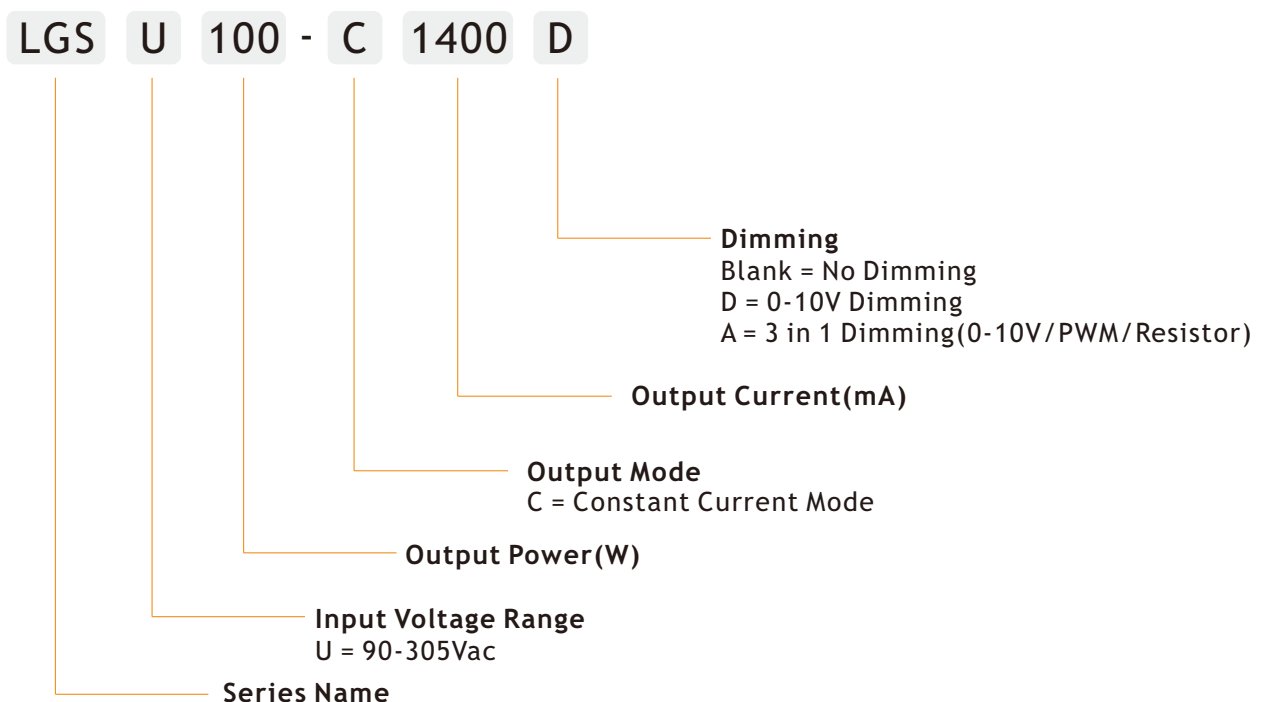 LGS U 100 - C 1400 D
Dimming
Blank = No Dimming
D = 0-10V Dimming
A = 3 in 1 Dimming(0-10V/PWM/Resistor)
Output Current(mA)
Output Mode
C = Constant Current Mode
Output Power(W)
Input Voltage Range
U = 90-305Vac
Series Name